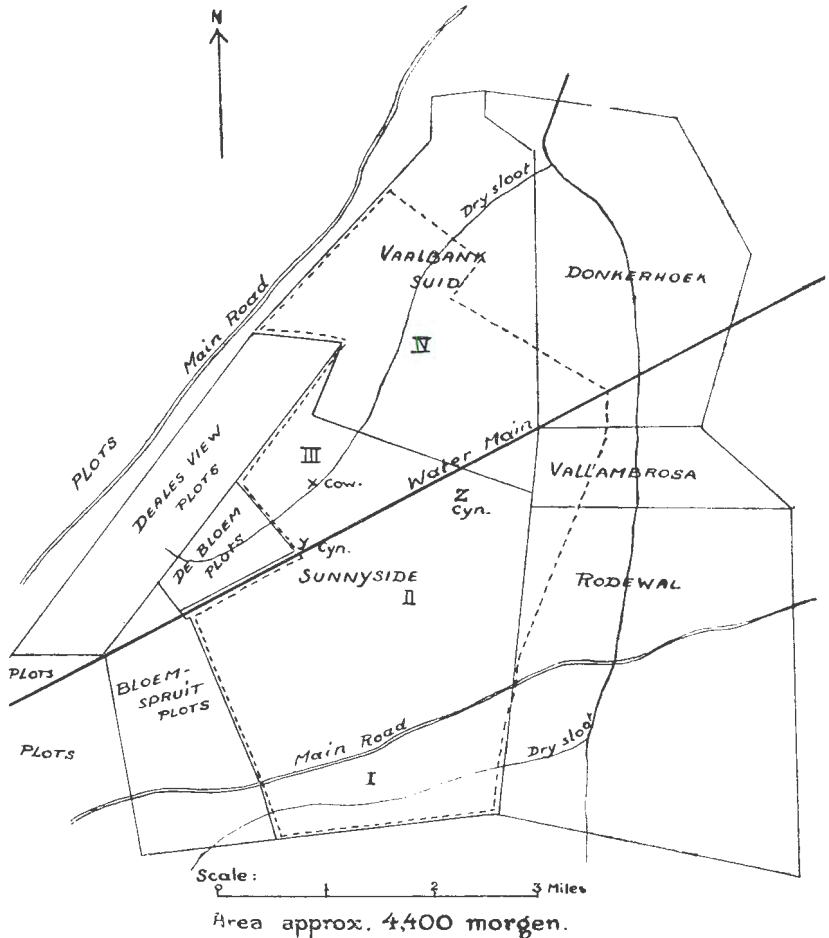 N
Dry sloot
VAALBANK
SUID
DONKERHOEK
Main Road
IV
PLOTS
DEALES VIEW
PLOTS
III
x Cow.
Water Main
Z
Cyn.
VALLAMBROSA
DE BLOEM
PLOTS
Y Cyn.
SUNNYSIDE
II
RODEWAL
PLOTS
BLOEM-
SPRUIT
PLOTS
PLOTS
Main Road
Dry sloot
I
Scale:
0 1 2 3 Miles
Area approx. 4,400 morgen.